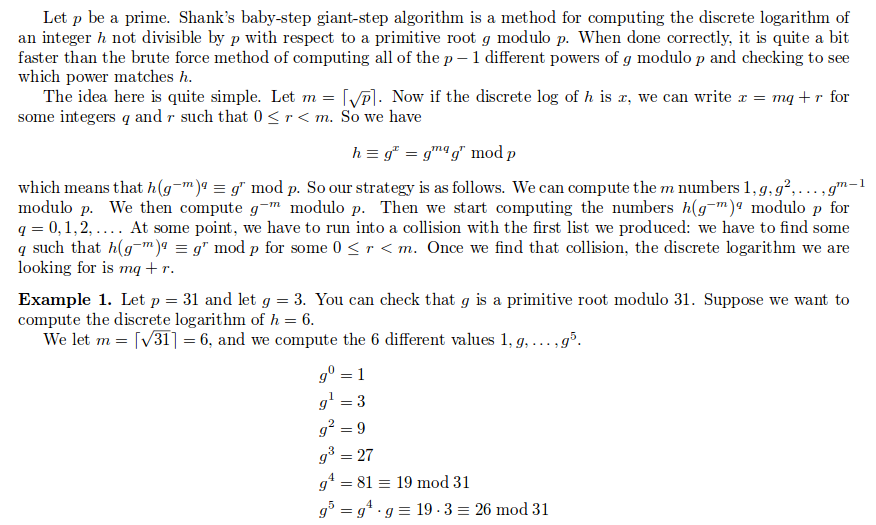 Let p be a prime. Shank's baby-step giant-step algorithm is a method for computing the discrete logarithm of
an integer h not divisible by p with respect to a primitive root g modulo p. When done correctly, it is quite a bit
faster than the brute force method of computing all of the p − 1 different powers of g modulo p and checking to see
which power matches h.
The idea here is quite simple. Let m = ⌈√p⌉. Now if the discrete log of h is x, we can write x = mq + r for
some integers q and r such that 0 ≤ r < m. So we have
h ≡ g^x = g^{mq} g^r mod p
which means that h(g^{−m})^q ≡ g^r mod p. So our strategy is as follows. We can compute the m numbers 1, g, g^2, . . . , g^{m−1}
modulo p. We then compute g^{−m} modulo p. Then we start computing the numbers h(g^{−m})^q modulo p for
q = 0, 1, 2, . . . . At some point, we have to run into a collision with the first list we produced: we have to find some
q such that h(g^{−m})^q ≡ g^r mod p for some 0 ≤ r < m. Once we find that collision, the discrete logarithm we are
looking for is mq + r.
Example 1. Let p = 31 and let g = 3. You can check that g is a primitive root modulo 31. Suppose we want to
compute the discrete logarithm of h = 6.
We let m = ⌈√31⌉ = 6, and we compute the 6 different values 1, g, . . . , g^5.
g^0 = 1
g^1 = 3
g^2 = 9
g^3 = 27
g^4 = 81 ≡ 19 mod 31
g^5 = g^4 · g ≡ 19 · 3 ≡ 26 mod 31